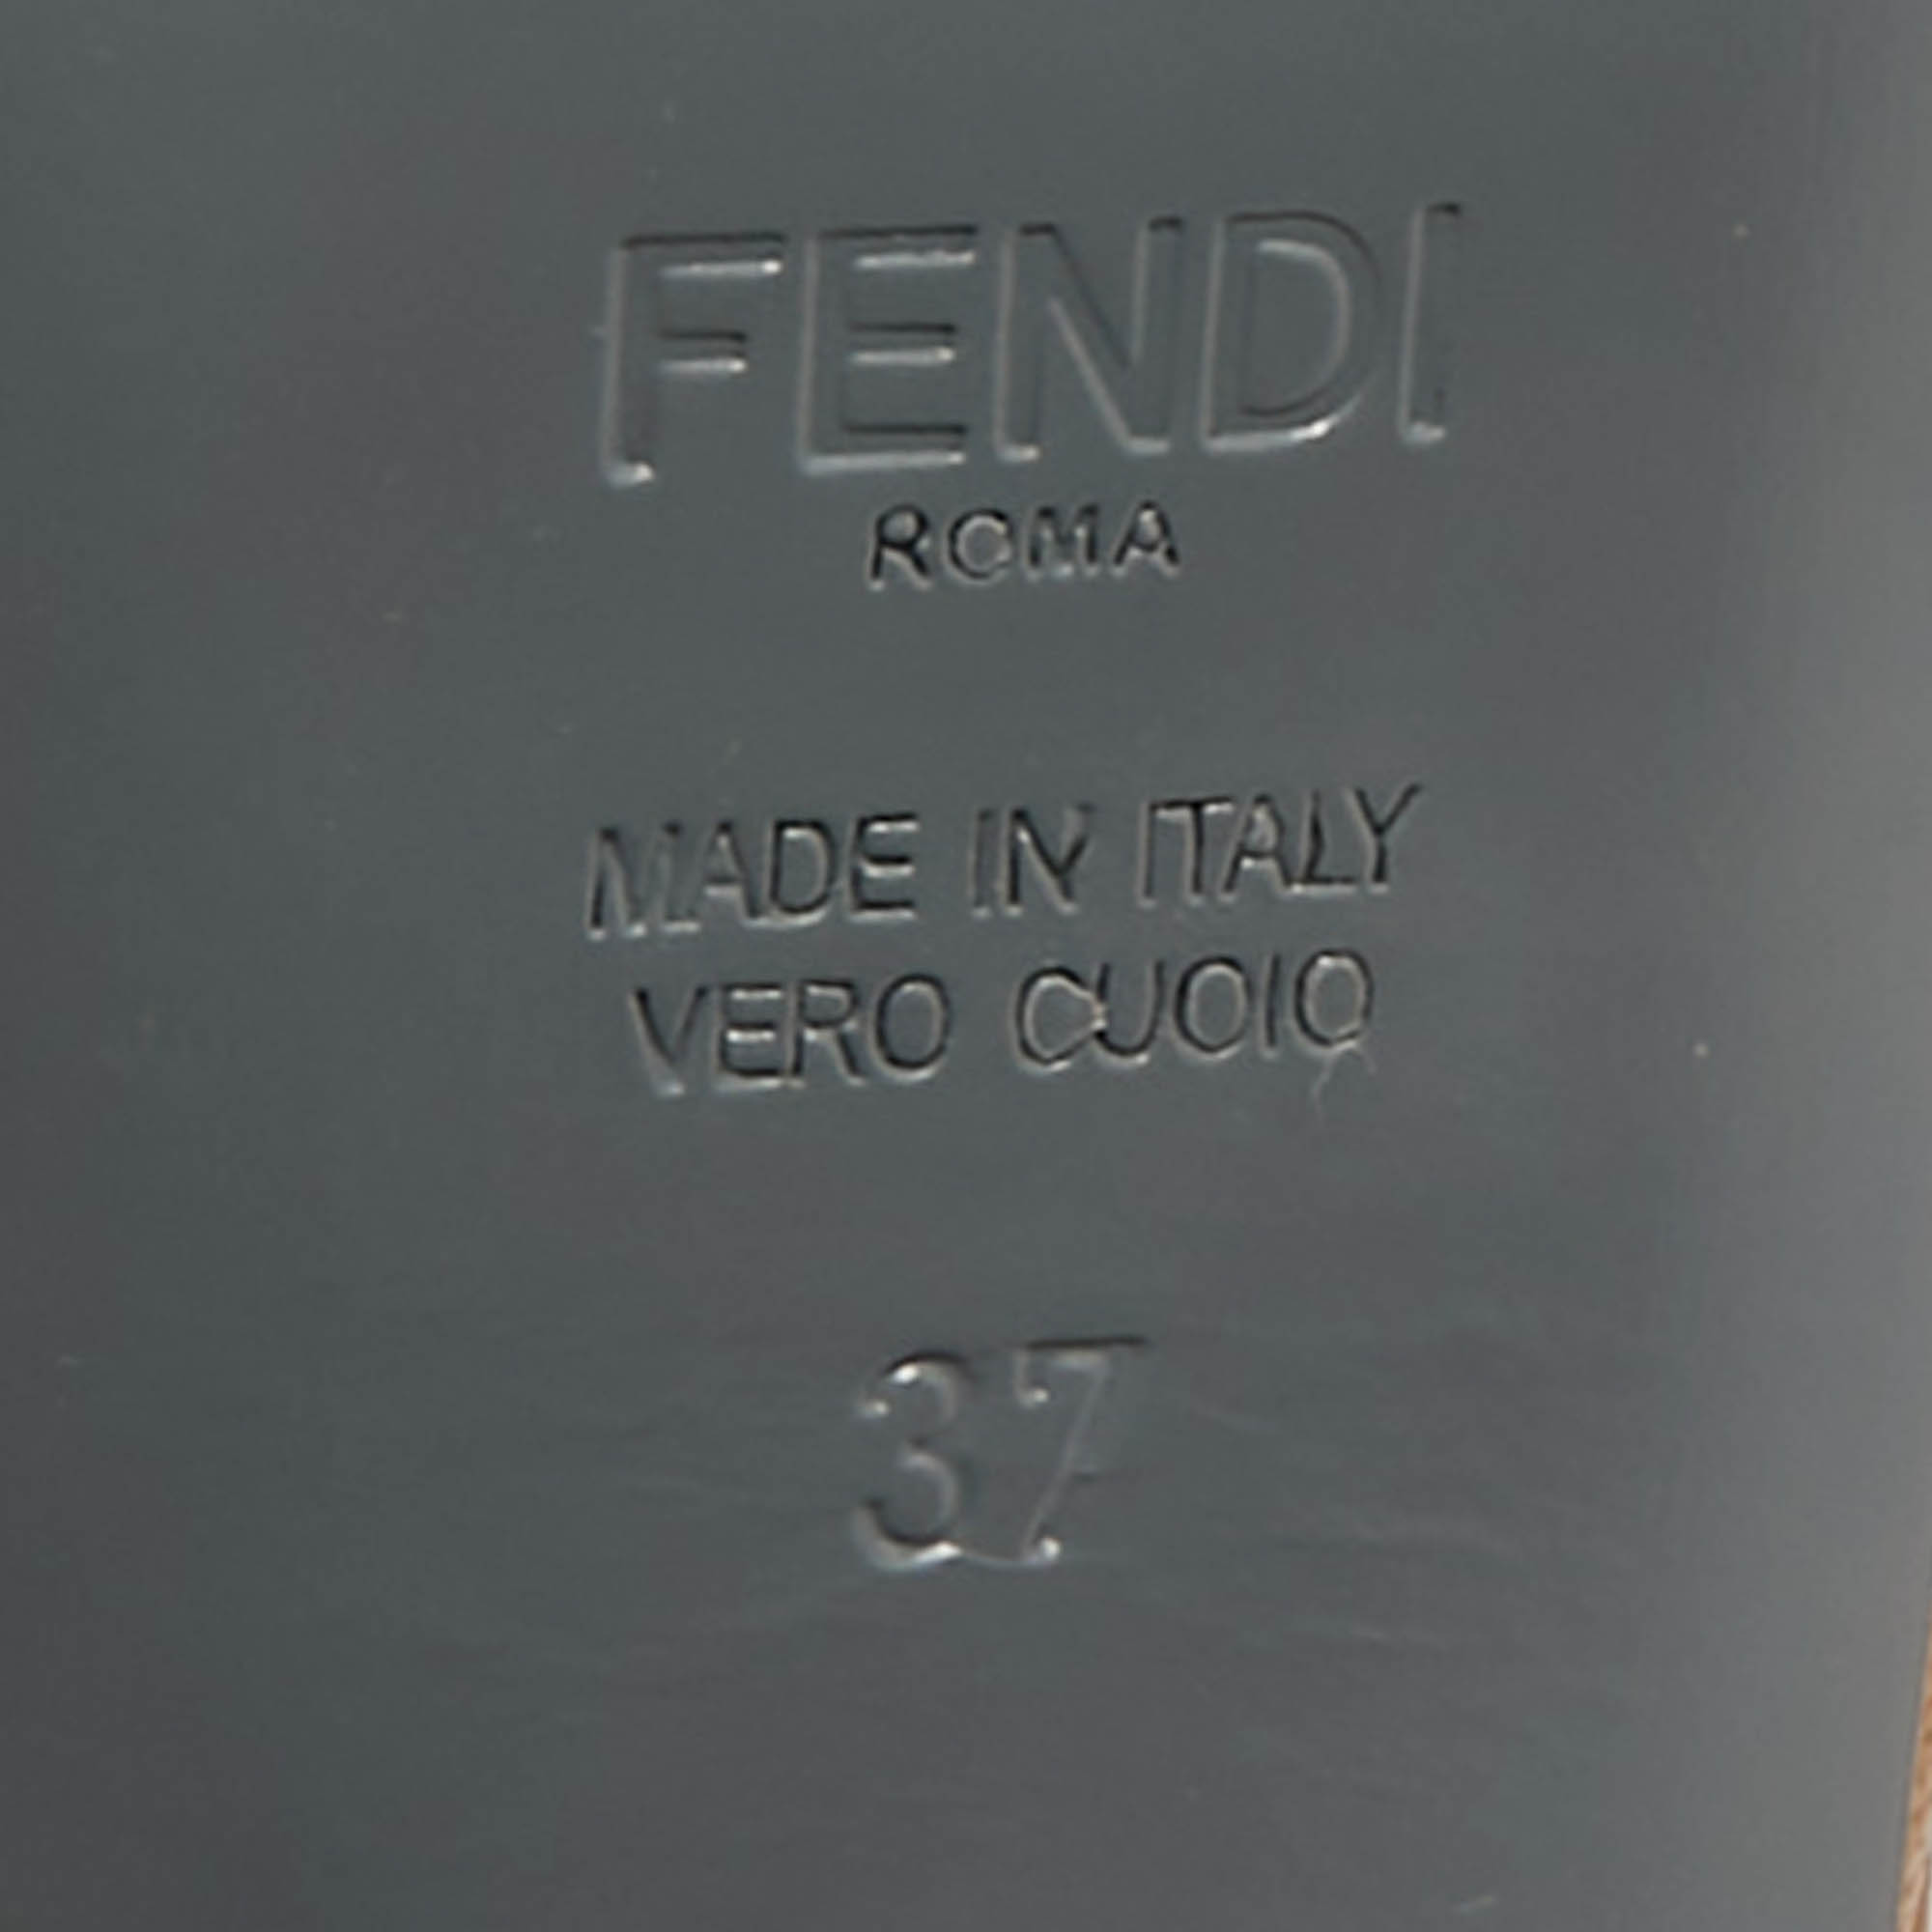 FENDI
ROMA
MADE IN ITALY
VERO CUOIO
37